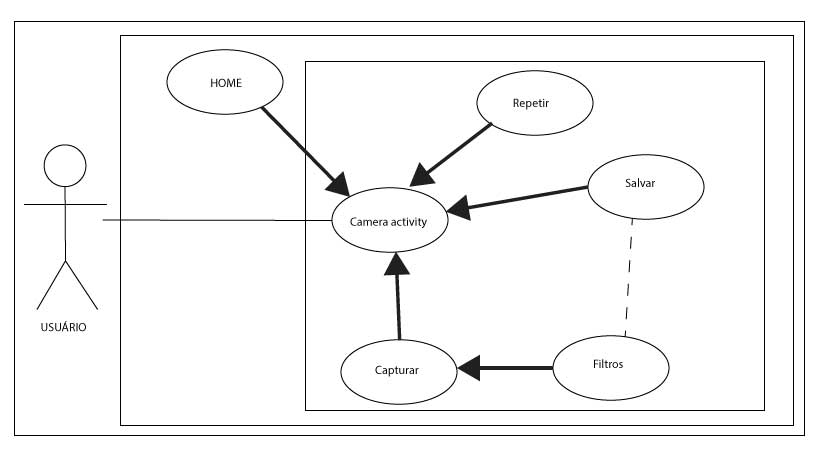 HOME
Repetir
Salvar
Camera activity
USUÁRIO
Capturar
Filtros